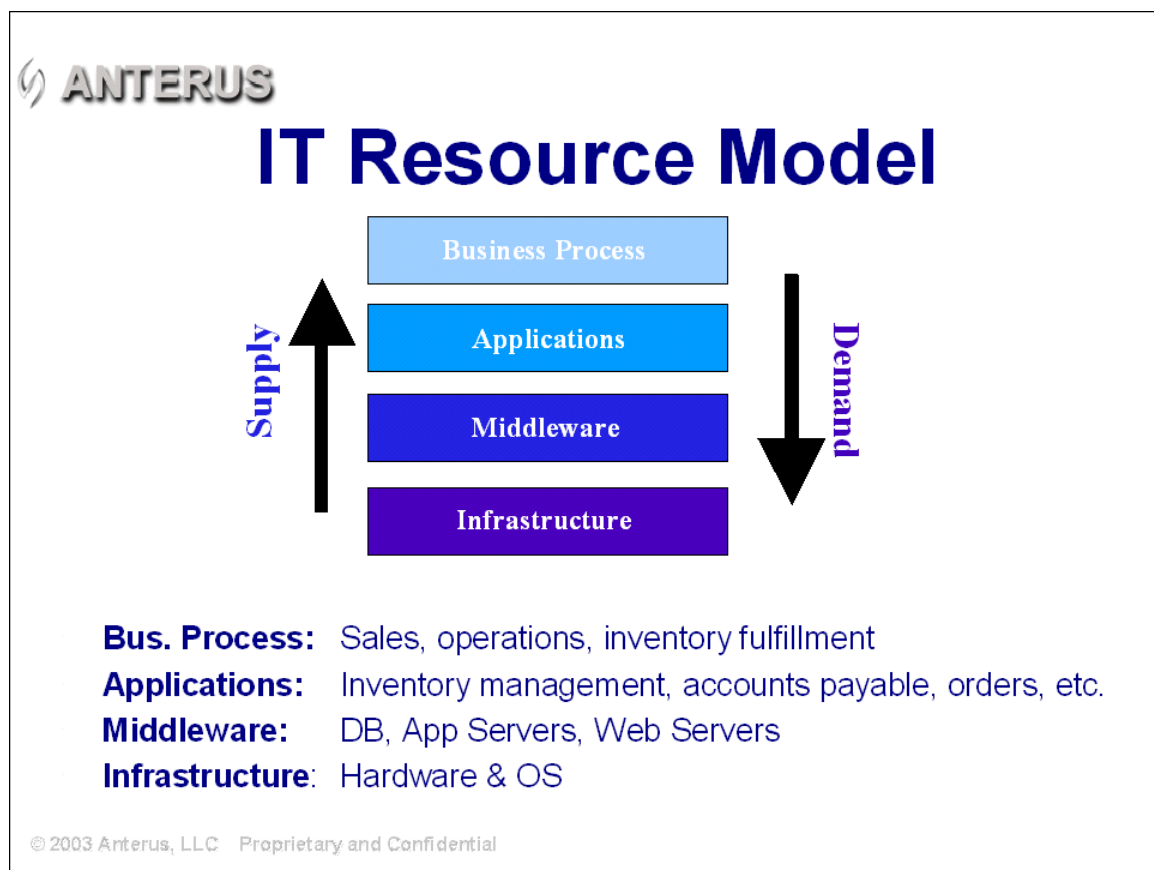 ANTERUS
IT Resource Model
Business Process
Applications
Middleware
Infrastructure
Supply
Demand
Bus. Process: Sales, operations, inventory fulfillment
Applications: Inventory management, accounts payable, orders, etc.
Middleware: DB, App Servers, Web Servers
Infrastructure: Hardware & OS
© 2003 Anterus, LLC Proprietary and Confidential